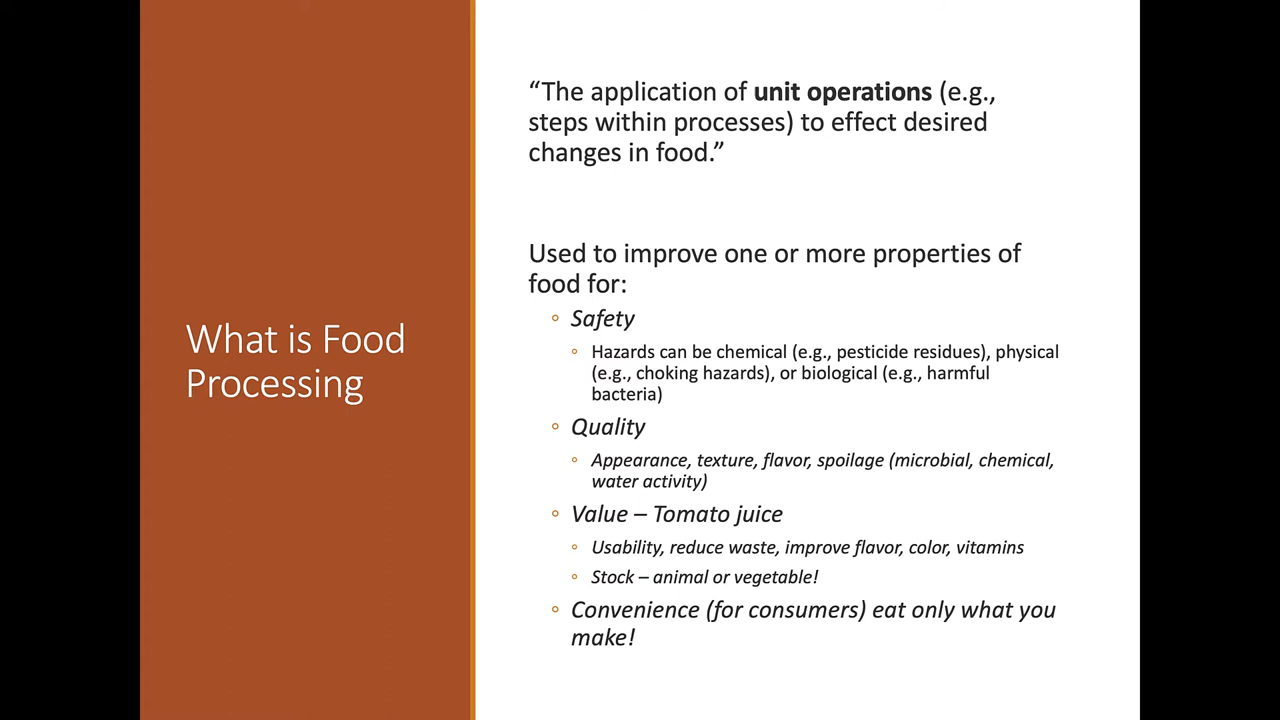 What is Food
Processing
“The application of unit operations (e.g.,
steps within processes) to effect desired
changes in food.”
Used to improve one or more properties of
food for:
◦ Safety
◦ Hazards can be chemical (e.g., pesticide residues), physical
(e.g., choking hazards), or biological (e.g., harmful
bacteria)
◦ Quality
◦ Appearance, texture, flavor, spoilage (microbial, chemical,
water activity)
◦ Value – Tomato juice
◦ Usability, reduce waste, improve flavor, color, vitamins
◦ Stock – animal or vegetable!
◦ Convenience (for consumers) eat only what you
make!